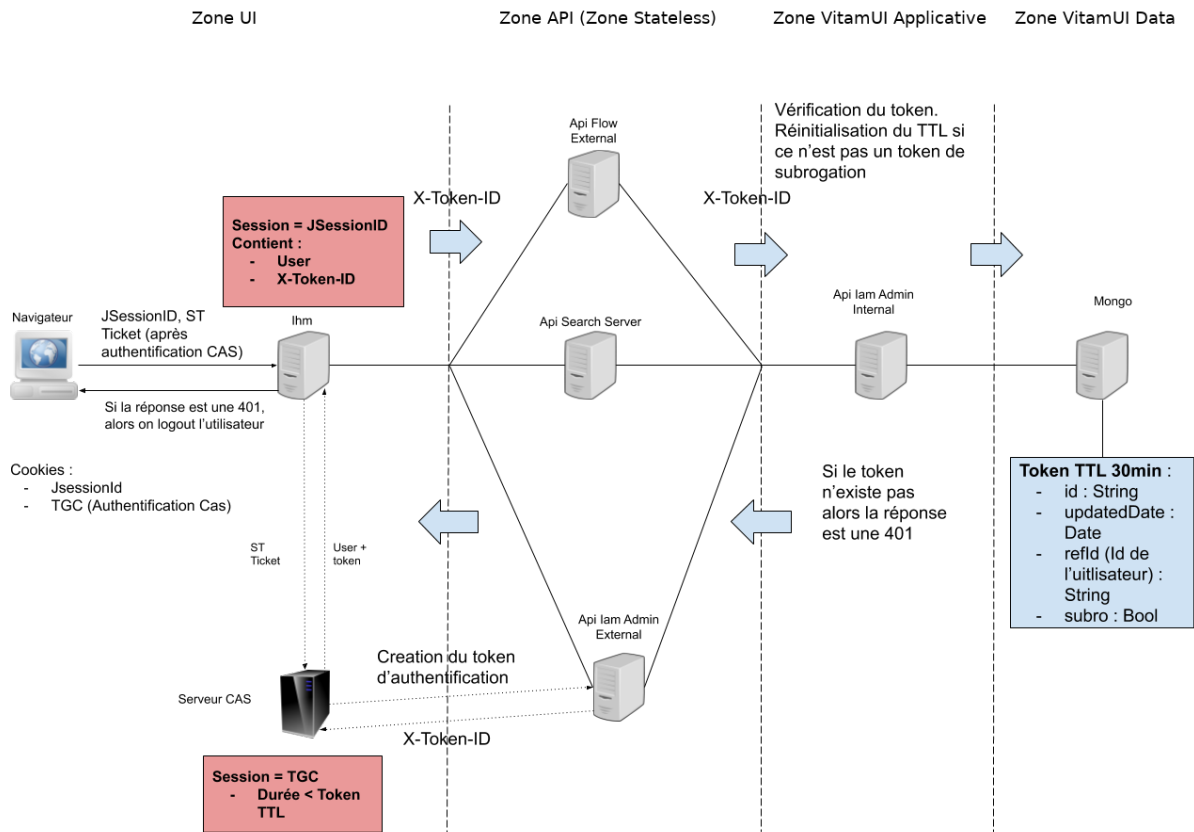 Zone UI
Zone API (Zone Stateless)
Zone VitamUI Applicative
Zone VitamUI Data
Api Flow
External
Vérification du token.
Réinitialisation du TTL si
ce n'est pas un token de
subrogation
X-Token-ID
X-Token-ID
Session = JSessionID
Contient :
- User
- X-Token-ID
Navigateur
JSessionID, ST
Ticket (après
authentification CAS)
Ihm
Api Search Server
Api Iam Admin
Internal
Mongo
Si la réponse est une 401,
alors on logout l'utilisateur
Cookies :
- JsessionId
- TGC (Authentification Cas)
Si le token
n'existe pas
alors la réponse
est une 401
Token TTL 30min :
- id : String
- updatedDate :
Date
- refId (Id de
l'uitlisateur) :
String
- subro : Bool
ST
Ticket
User +
token
Api Iam Admin
External
Creation du token
d'authentification
Serveur CAS
X-Token-ID
Session = TGC
- Durée < Token
TTL